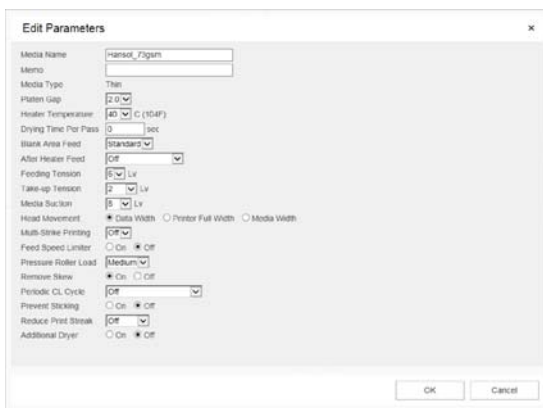 Edit Parameters ×
Media Name Hansol_73gsm
Memo
Media Type Thin
Platen Gap 2.0
Heater Temperature 40 C (104F)
Drying Time Per Pass 0 sec
Blank Area Feed Standard
After Heater Feed Off
Feeding Tension 5 Lv
Take-up Tension 2 Lv
Media Suction 5 Lv
Head Movement Data Width Printer Full Width Media Width
Multi-Strike Printing Off
Feed Speed Limiter On Off
Pressure Roller Load Medium
Remove Skew On Off
Periodic CL Cycle Off
Prevent Sticking On Off
Reduce Print Streak Off
Additional Dryer On Off
OK Cancel